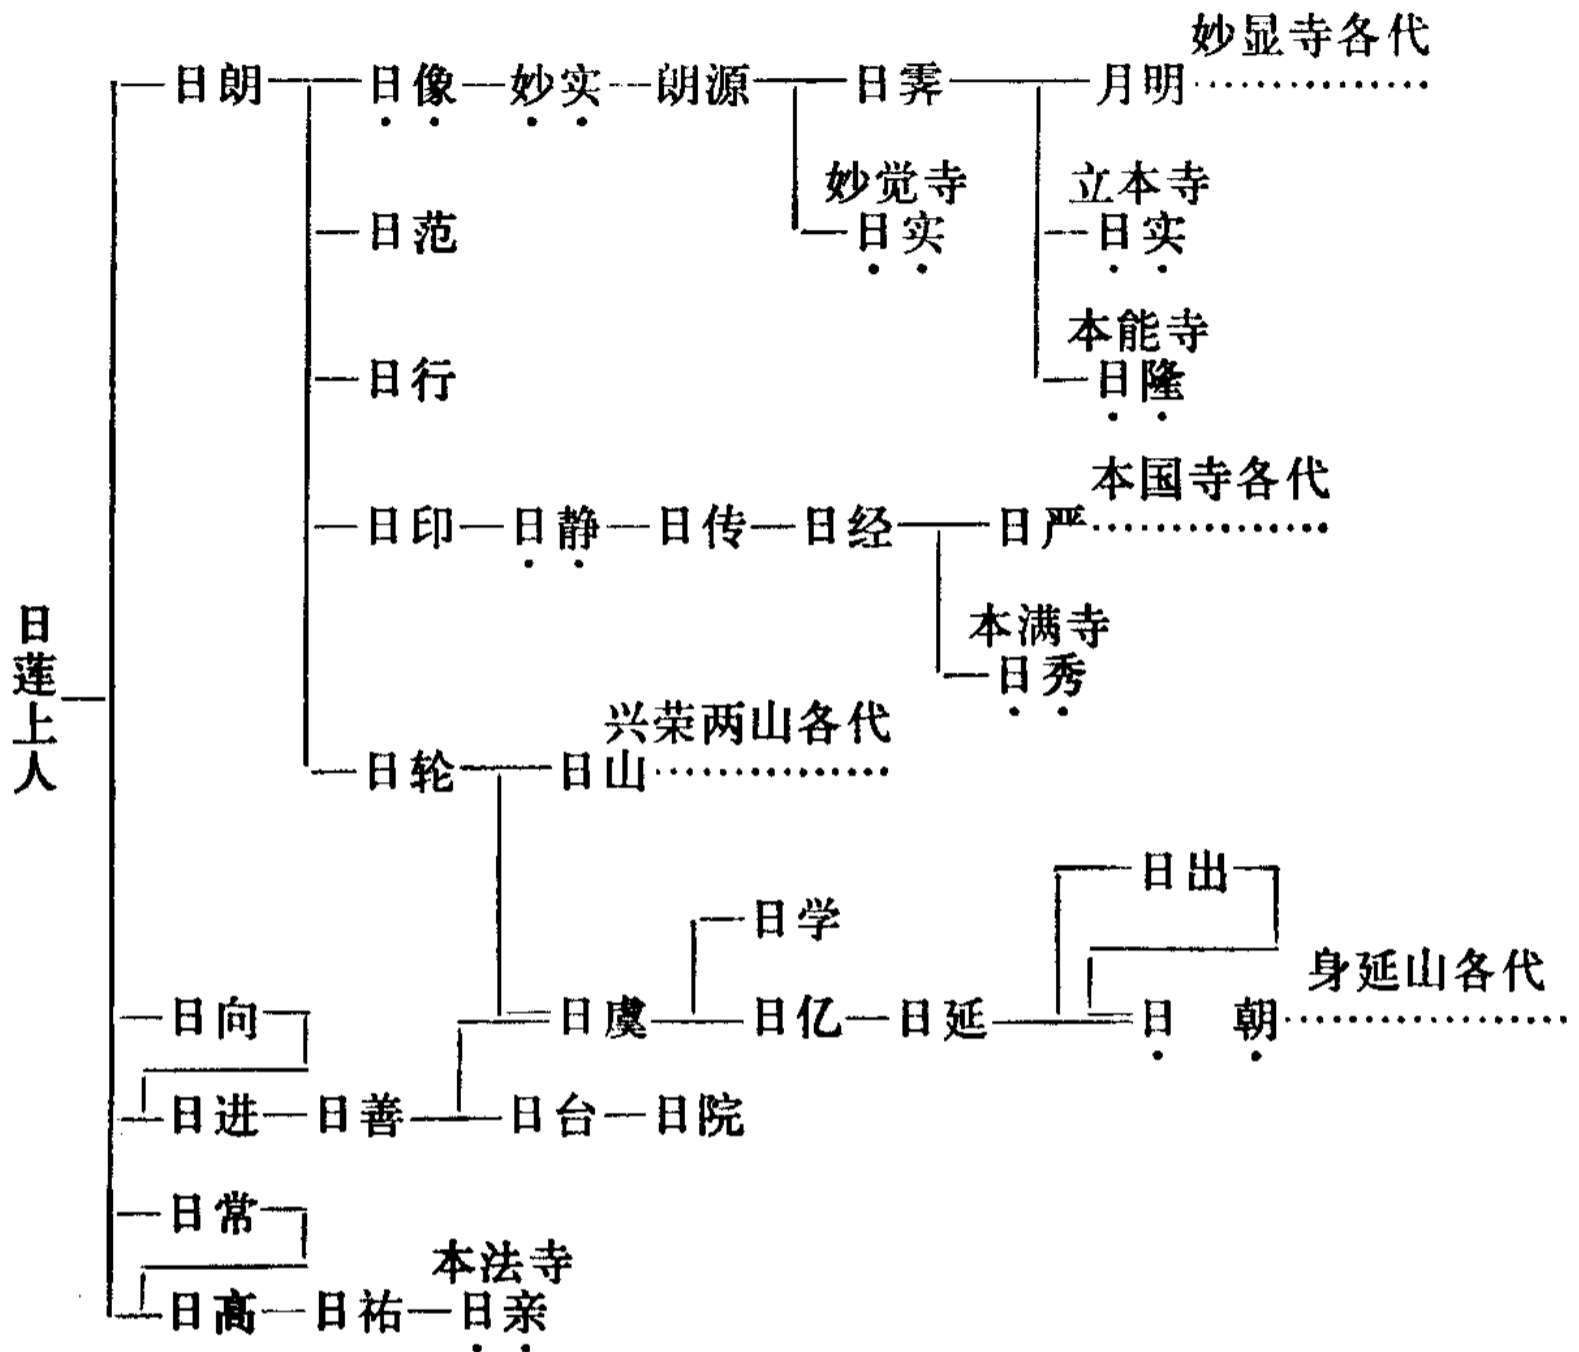 妙显寺各代
日朗 日像 妙实 朗源 日霁 月明
妙觉寺 立本寺
日范 日实 日实
本能寺
日行 日隆
本国寺各代
日印 日静 日传 日经 日严
本满寺
日秀
日莲上人
兴荣两山各代
日轮 日山
日出
日学
身延山各代
日向 日虞 日亿 日延 日朝
日进 日善 日台 日院
日常
本法寺
日高 日祐 日亲